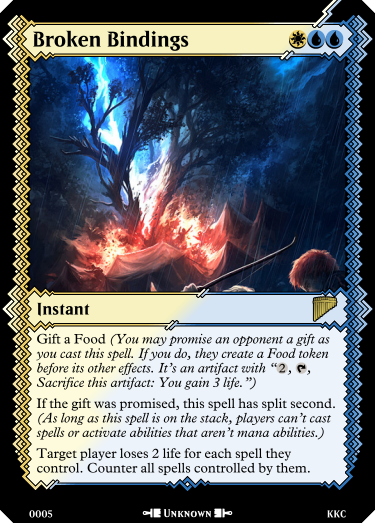 Broken Bindings
Instant
Gift a Food (You may promise an opponent a gift as
you cast this spell. If you do, they create a Food token
before its other effects. It's an artifact with “2, ,
Sacrifice this artifact: You gain 3 life.”)
If the gift was promised, this spell has split second.
(As long as this spell is on the stack, players can't cast
spells or activate abilities that aren't mana abilities.)
Target player loses 2 life for each spell they
control. Counter all spells controlled by them.
0005
Unknown
KKC